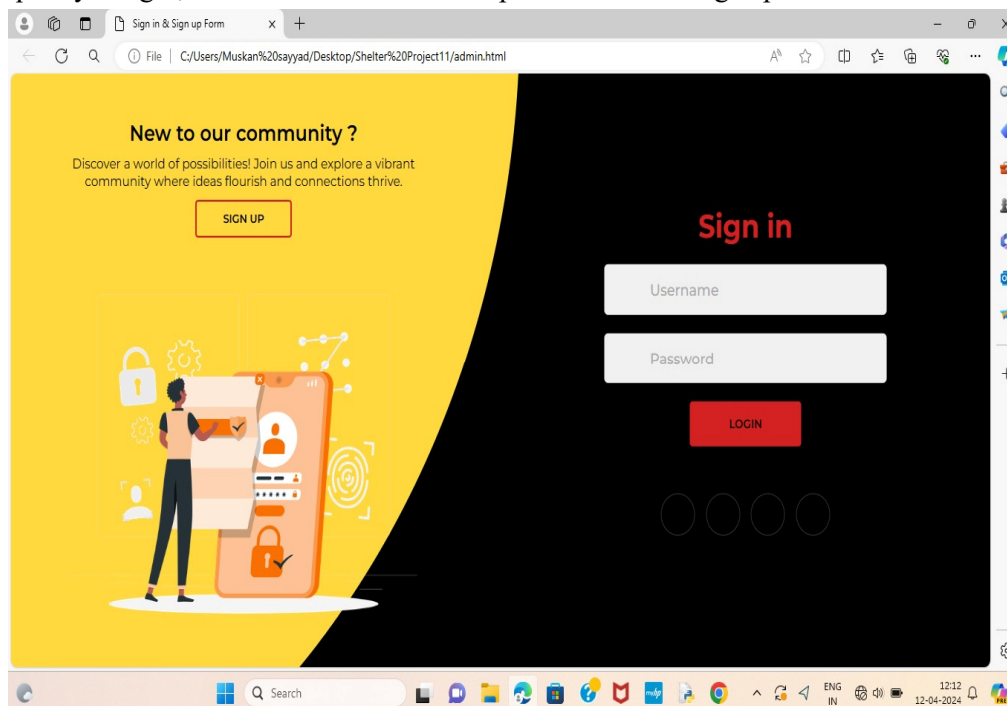 Sign in & Sign up Form
File
C:/Users/Muskan%20sayyad/Desktop/Shelter%20Project11/admin.html
New to our community ?
Discover a world of possibilities! Join us and explore a vibrant
community where ideas flourish and connections thrive.
SIGN UP
Sign in
Username
Password
LOGIN
Search
ENG
IN
12:12
12-04-2024